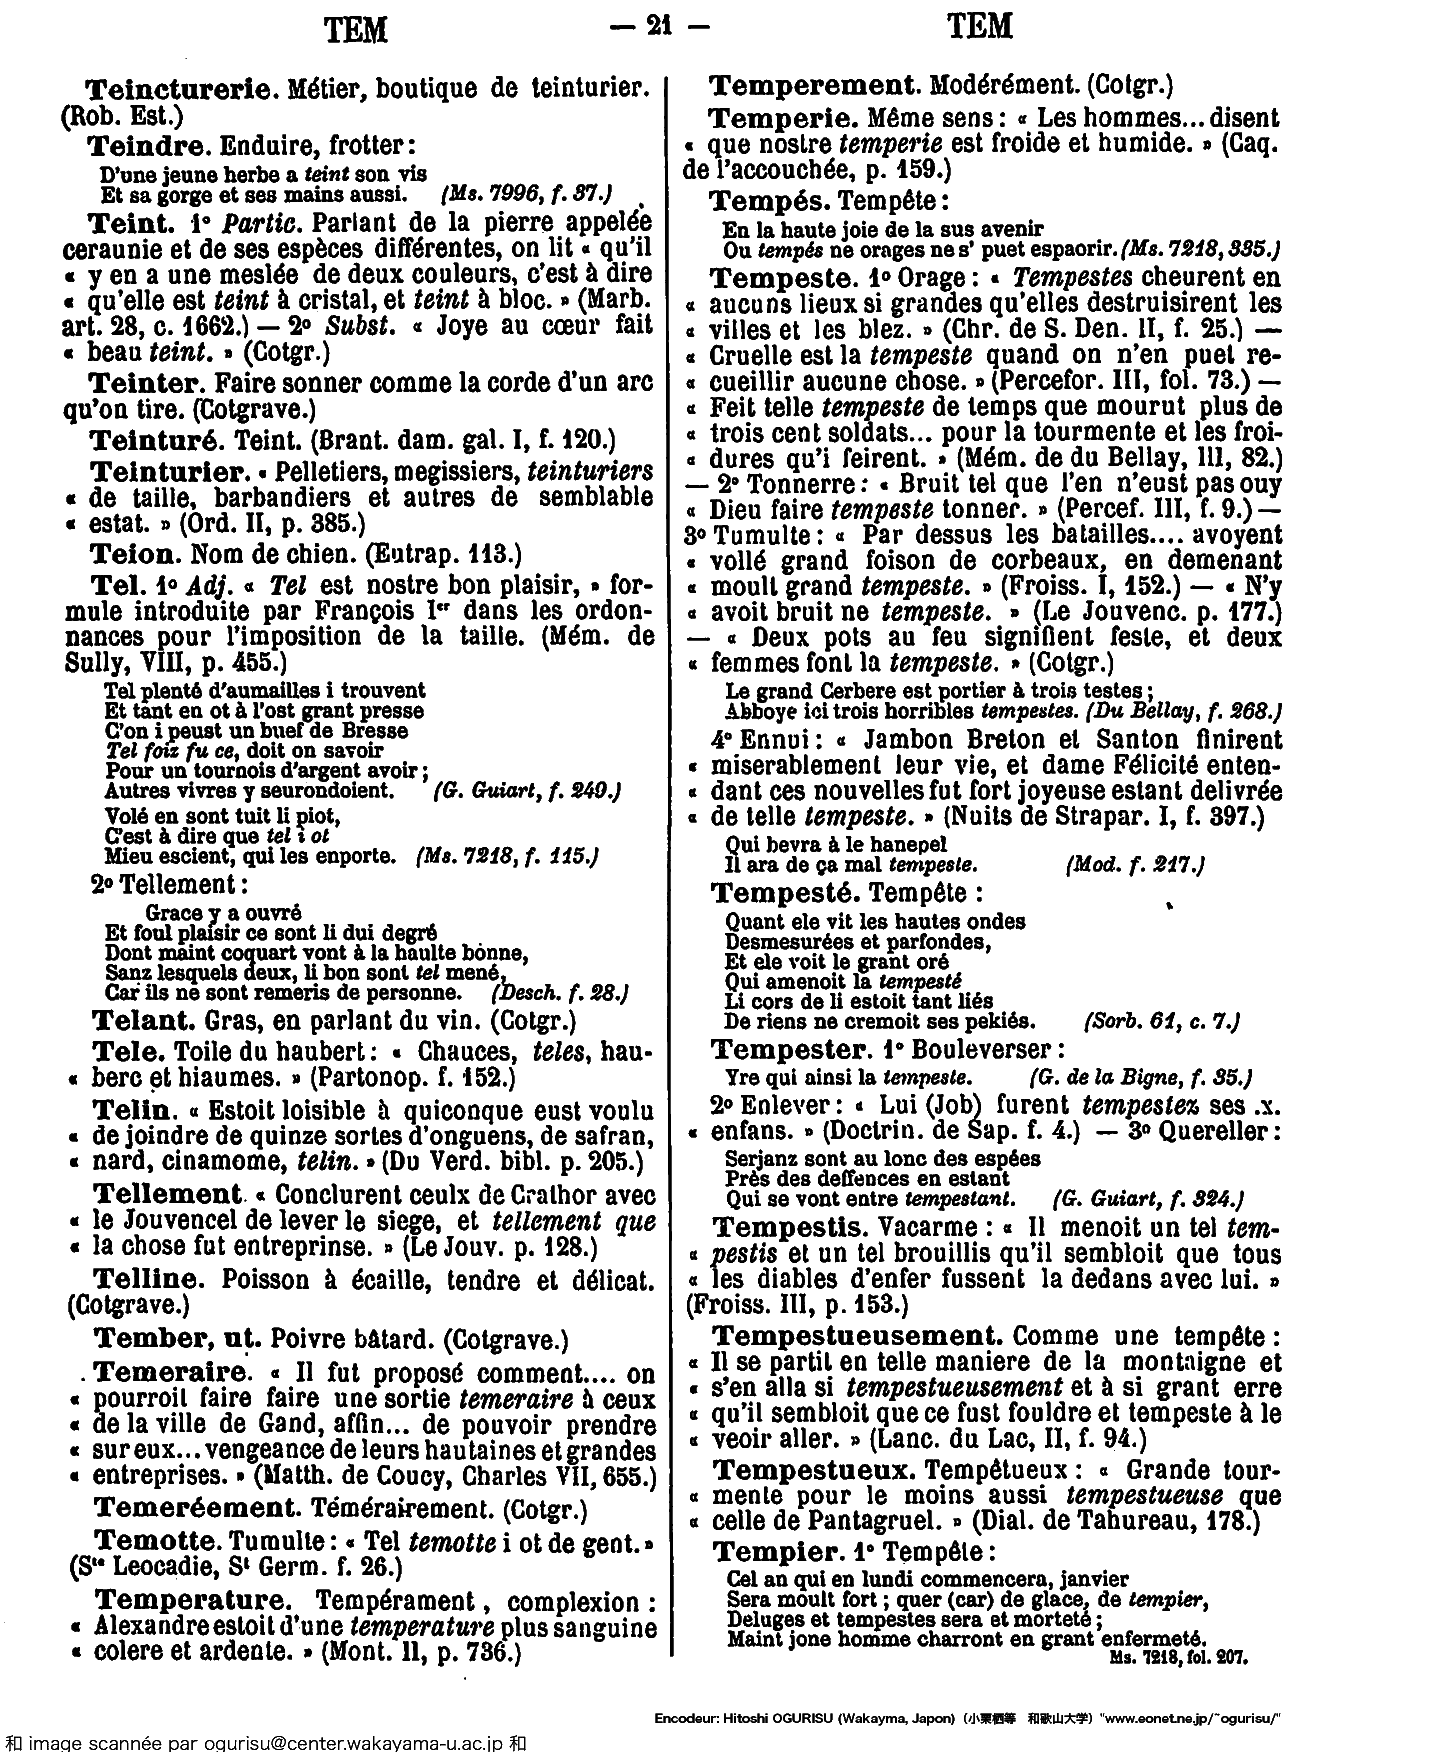 TEM — 21 — TEM
Teincturerie. Métier, boutique de teinturier.
(Rob. Est.)
Teindre. Enduire, frotter :
D'une jeune herbe a teint son vis
Et sa gorge et ses mains aussi. (Ms. 7996, f. 37.)
Teint. 1º Partic. Parlant de la pierre appelée
ceraunie et de ses espèces différentes, on lit « qu'il
« y en a une meslée de deux couleurs, c'est à dire
« qu'elle est teint à cristal, et teint à bloc. » (Marb.
art. 28, c. 1662.) — 2º Subst. « Joye au cœur fait
« beau teint. » (Cotgr.)
Teinter. Faire sonner comme la corde d'un arc
qu'on tire. (Cotgrave.)
Teinturé. Teint. (Brant. dam. gal. I, f. 120.)
Teinturier. « Pelletiers, megissiers, teinturiers
« de taille, barbandiers et autres de semblable
« estat. » (Ord. II, p. 385.)
Teion. Nom de chien. (Eutrap. 113.)
Tel. 1º Adj. « Tel est nostre bon plaisir, » for-
mule introduite par François Iᵉʳ dans les ordon-
nances pour l'imposition de la taille. (Mém. de
Sully, VIII, p. 455.)
Tel plenté d'aumailles i trouvent
Et tant en ot à l'ost grant presse
C'on i peust un buef de Bresse
Tel foiz fu ce, doit on savoir
Pour un tournois d'argent avoir ;
Autres vivres y seurondoient. (G. Guiart, f. 240.)
Volé en sont tuit li piot,
C'est à dire que tel i ot
Mieu escient, qui les enporte. (Ms. 7218, f. 115.)
2º Tellement :
Grace y a ouvré
Et foul plaisir ce sont li dui degré
Dont maint coquart vont à la haulte bonne,
Sanz lesquels deux, li bon sont tel mené,
Car ils ne sont remeris de personne. (Desch. f. 28.)
Telant. Gras, en parlant du vin. (Cotgr.)
Tele. Toile du haubert : « Chauces, teles, hau-
« berc et hiaumes. » (Partonop. f. 152.)
Telin. « Estoit loisible à quiconque eust voulu
« de joindre de quinze sortes d'onguens, de safran,
« nard, cinamome, telin. » (Du Verd. bibl. p. 205.)
Tellement. « Conclurent ceulx de Crathor avec
« le Jouvencel de lever le siege, et tellement que
« la chose fut entreprinse. » (Le Jouv. p. 128.)
Telline. Poisson à écaille, tendre et délicat.
(Cotgrave.)
Tember, ut. Poivre bâtard. (Cotgrave.)
Temeraire. « Il fut proposé comment.... on
« pourroit faire faire une sortie temeraire à ceux
« de la ville de Gand, affin... de pouvoir prendre
« sur eux... vengeance de leurs hautaines et grandes
« entreprises. » (Matth. de Coucy, Charles VII, 655.)
Temeréement. Témérairement. (Cotgr.)
Temotte. Tumulte : « Tel temotte i ot de gent. »
(Sᵗᵉ Leocadie, Sᵗ Germ. f. 26.)
Temperature. Tempérament, complexion :
« Alexandre estoit d'une temperature plus sanguine
« colere et ardente. » (Mont. II, p. 736.)
Temperement. Modérément. (Cotgr.)
Temperie. Même sens : « Les hommes... disent
« que nostre temperie est froide et humide. » (Caq.
de l'accouchée, p. 159.)
Tempés. Tempête :
En la haute joie de la sus avenir
Ou tempés ne orages ne s' puet espaorir. (Ms. 7218, 335.)
Tempeste. 1º Orage : « Tempestes cheurent en
« aucuns lieux si grandes qu'elles destruisirent les
« villes et les blez. » (Chr. de S. Den. II, f. 25.) —
« Cruelle est la tempeste quand on n'en puet re-
« cueillir aucune chose. » (Percefor. III, fol. 73.) —
« Feit telle tempeste de temps que mourut plus de
« trois cent soldats... pour la tourmente et les froi-
« dures qu'i feirent. » (Mém. de du Bellay, III, 82.)
— 2º Tonnerre : « Bruit tel que l'en n'eust pas ouy
« Dieu faire tempeste tonner. » (Percef. III, f. 9.) —
3º Tumulte : « Par dessus les batailles.... avoyent
« vollé grand foison de corbeaux, en demenant
« moult grand tempeste. » (Froiss. I, 152.) — « N'y
« avoit bruit ne tempeste. » (Le Jouvenc. p. 177.)
— « Deux pots au feu signifient feste, et deux
« femmes font la tempeste. » (Cotgr.)
Le grand Cerbere est portier à trois testes ;
Abboye ici trois horribles tempestes. (Du Bellay, f. 268.)
4º Ennui : « Jambon Breton et Santon finirent
« miserablement leur vie, et dame Félicité enten-
« dant ces nouvelles fut fort joyeuse estant delivrée
« de telle tempeste. » (Nuits de Strapar. I, f. 397.)
Qui bevra à le hanepel
Il ara de ça mal tempeste. (Mod. f. 217.)
Tempesté. Tempête :
Quant ele vit les hautes ondes
Desmesurées et parfondes,
Et ele voit le grant oré
Qui amenoit la tempesté
Li cors de li estoit tant liés
De riens ne cremoit ses pekiés. (Sorb. 61, c. 7.)
Tempester. 1º Bouleverser :
Yre qui ainsi la tempeste. (G. de la Bigne, f. 35.)
2º Enlever : « Lui (Job) furent tempestez ses .x.
« enfans. » (Doctrin. de Sap. f. 4.) — 3º Quereller :
Serjanz sont au lonc des espées
Près des deffences en estant
Qui se vont entre tempestant. (G. Guiart, f. 324.)
Tempestis. Vacarme : « Il menoit un tel tem-
« pestis et un tel brouillis qu'il sembloit que tous
« les diables d'enfer fussent la dedans avec lui. »
(Froiss. III, p. 153.)
Tempestueusement. Comme une tempête :
« Il se partit en telle maniere de la montaigne et
« s'en alla si tempestueusement et à si grant erre
« qu'il sembloit que ce fust fouldre et tempeste à le
« veoir aller. » (Lanc. du Lac, II, f. 94.)
Tempestueux. Tempêtueux : « Grande tour-
« mente pour le moins aussi tempestueuse que
« celle de Pantagruel. » (Dial. de Tahureau, 178.)
Tempier. 1º Tempête :
Cel an qui en lundi commencera, janvier
Sera moult fort ; quer (car) de glace, de tempier,
Deluges et tempestes sera et morteté ;
Maint jone homme charront en grant enfermeté.
Ms. 7218, fol. 207.
Encodeur: Hitoshi OGURISU (Wakayma, Japon) (小栗栖等 和歌山大学) "www.eonet.ne.jp/~ogurisu/"
和 image scannée par ogurisu@center.wakayama-u.ac.jp 和